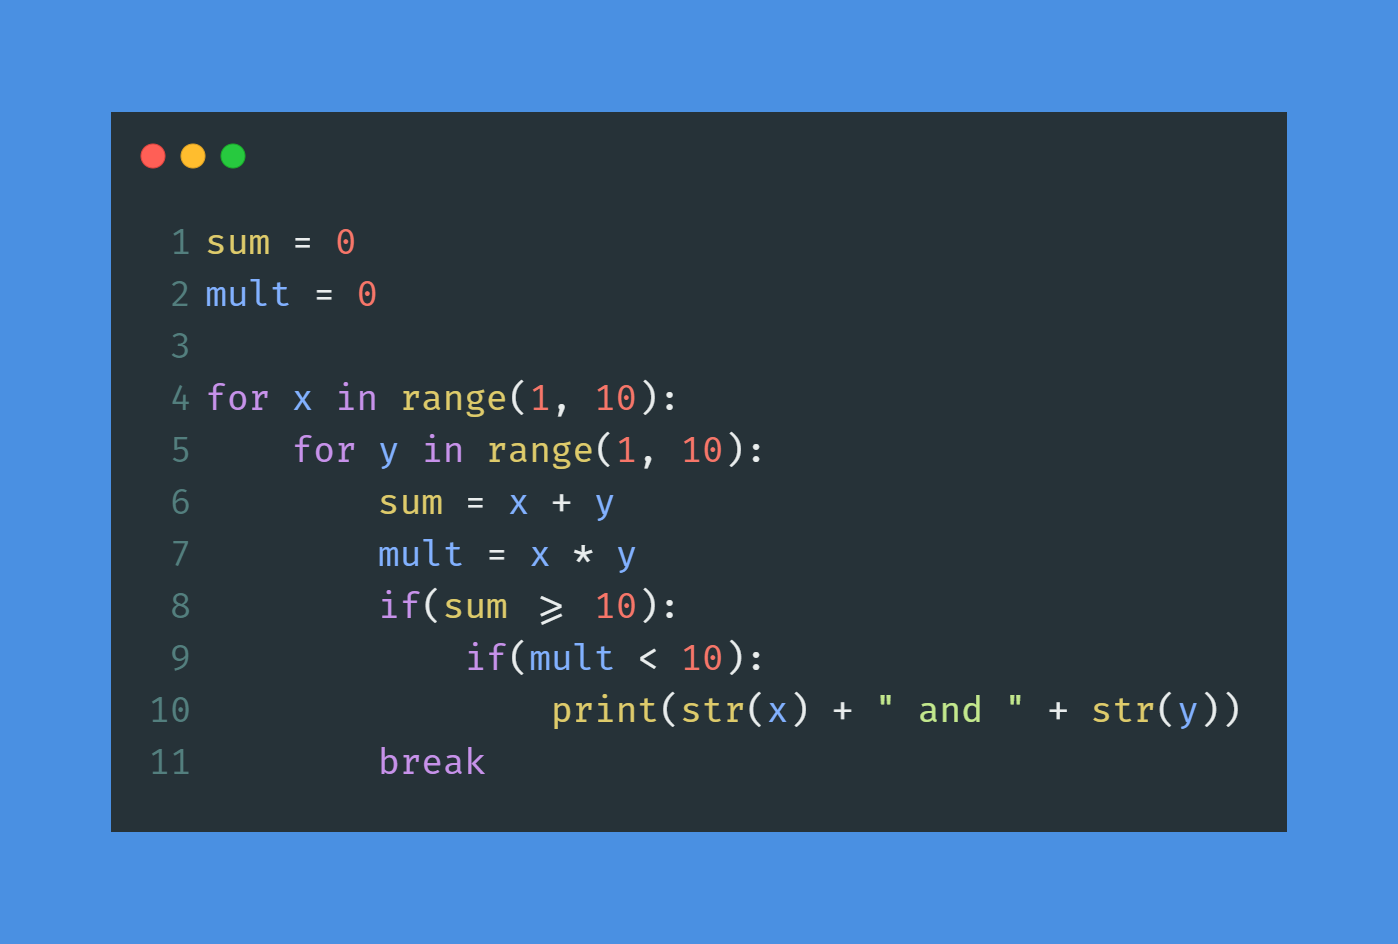 1 sum = 0
2 mult = 0
3
4 for x in range(1, 10):
5     for y in range(1, 10):
6         sum = x + y
7         mult = x * y
8         if(sum >= 10):
9             if(mult < 10):
10                 print(str(x) + " and " + str(y))
11         break